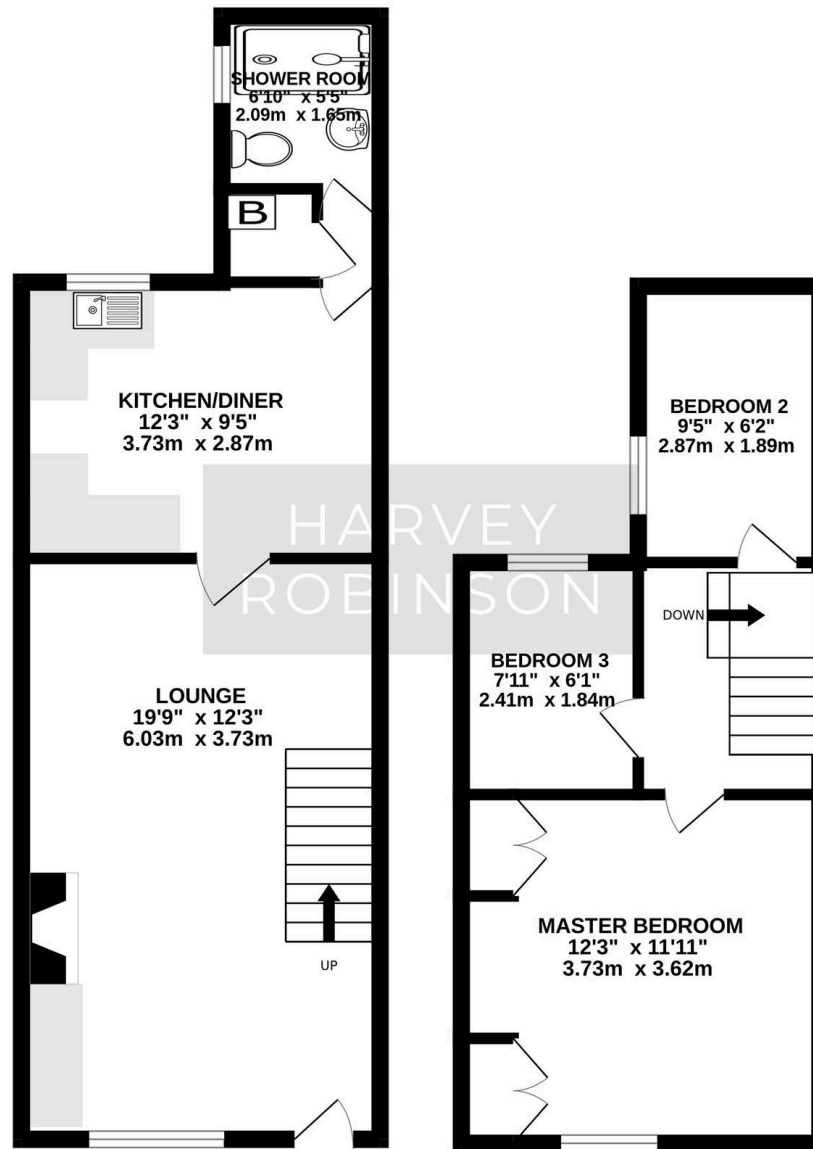 SHOWER ROOM
6'10" x 5'5"
2.09m x 1.65m
B
KITCHEN/DINER
12'3" x 9'5"
3.73m x 2.87m
LOUNGE
19'9" x 12'3"
6.03m x 3.73m
UP
HARVEY
ROBINSON
BEDROOM 2
9'5" x 6'2"
2.87m x 1.89m
DOWN
BEDROOM 3
7'11" x 6'1"
2.41m x 1.84m
MASTER BEDROOM
12'3" x 11'11"
3.73m x 3.62m